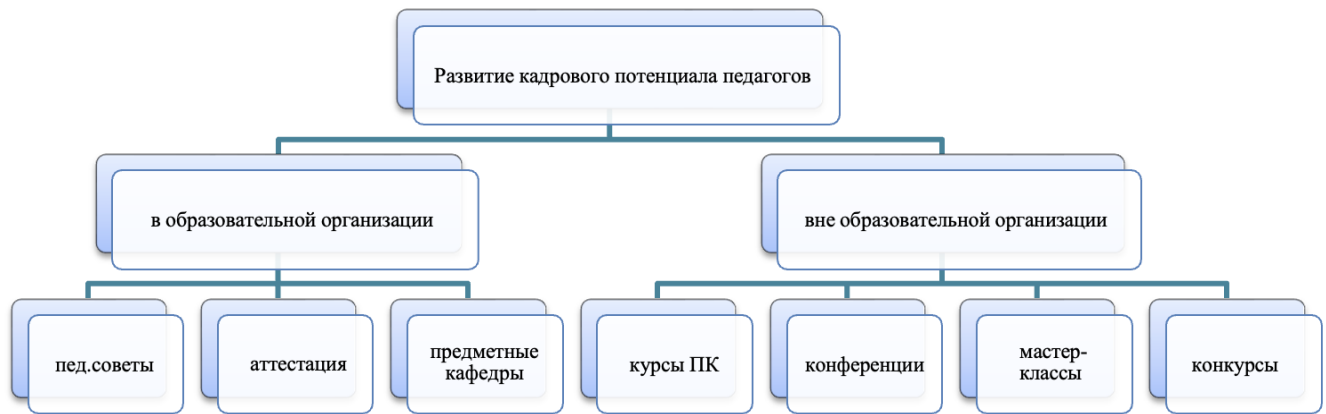 Развитие кадрового потенциала педагогов
в образовательной организации
вне образовательной организации
пед.советы
аттестация
предметные
кафедры
курсы ПК
конференции
мастер-
классы
конкурсы